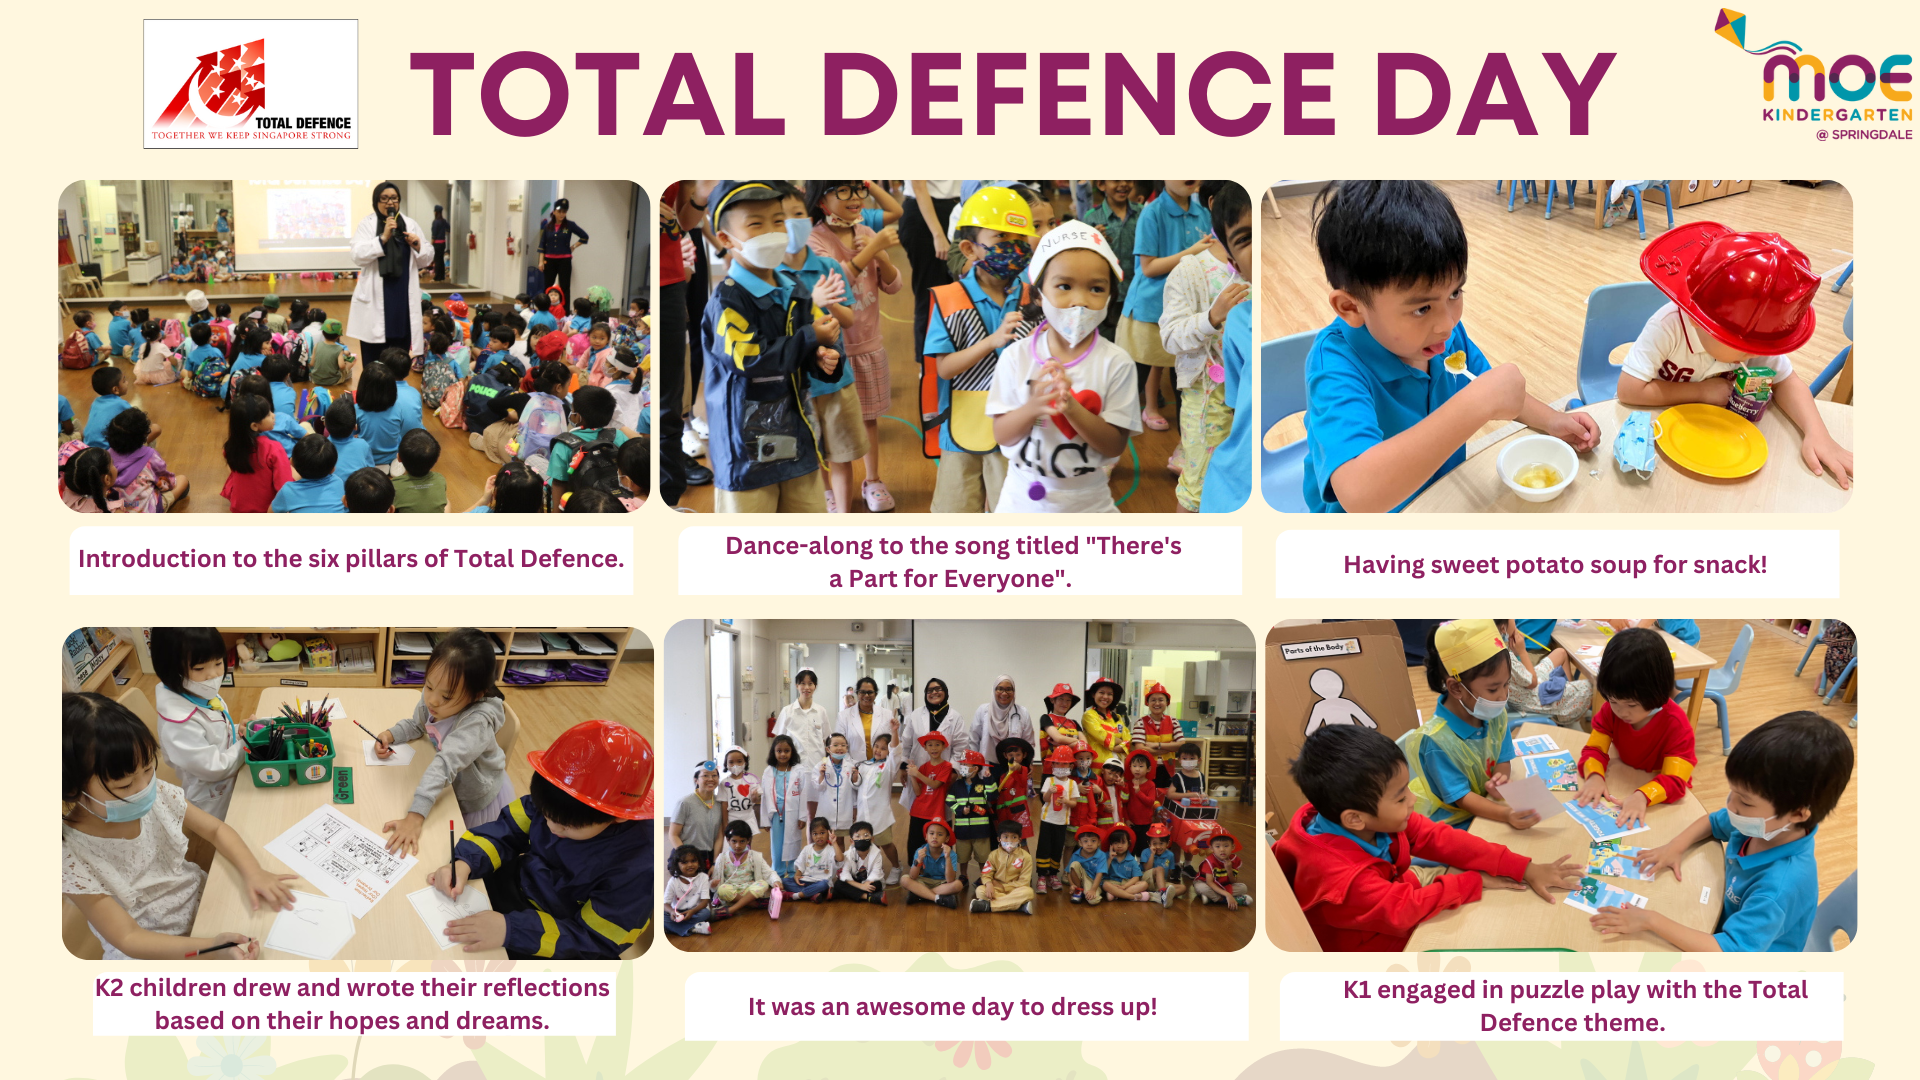 TOTAL DEFENCE
TOGETHER WE KEEP SINGAPORE STRONG
TOTAL DEFENCE DAY
moe
KINDERGARTEN
@ SPRINGDALE
POLICE
NURSE
SG
Introduction to the six pillars of Total Defence.
Dance-along to the song titled "There's
a Part for Everyone".
Having sweet potato soup for snack!
Green
I ♥
SG
Parts of the Body
K2 children drew and wrote their reflections
based on their hopes and dreams.
It was an awesome day to dress up!
K1 engaged in puzzle play with the Total
Defence theme.